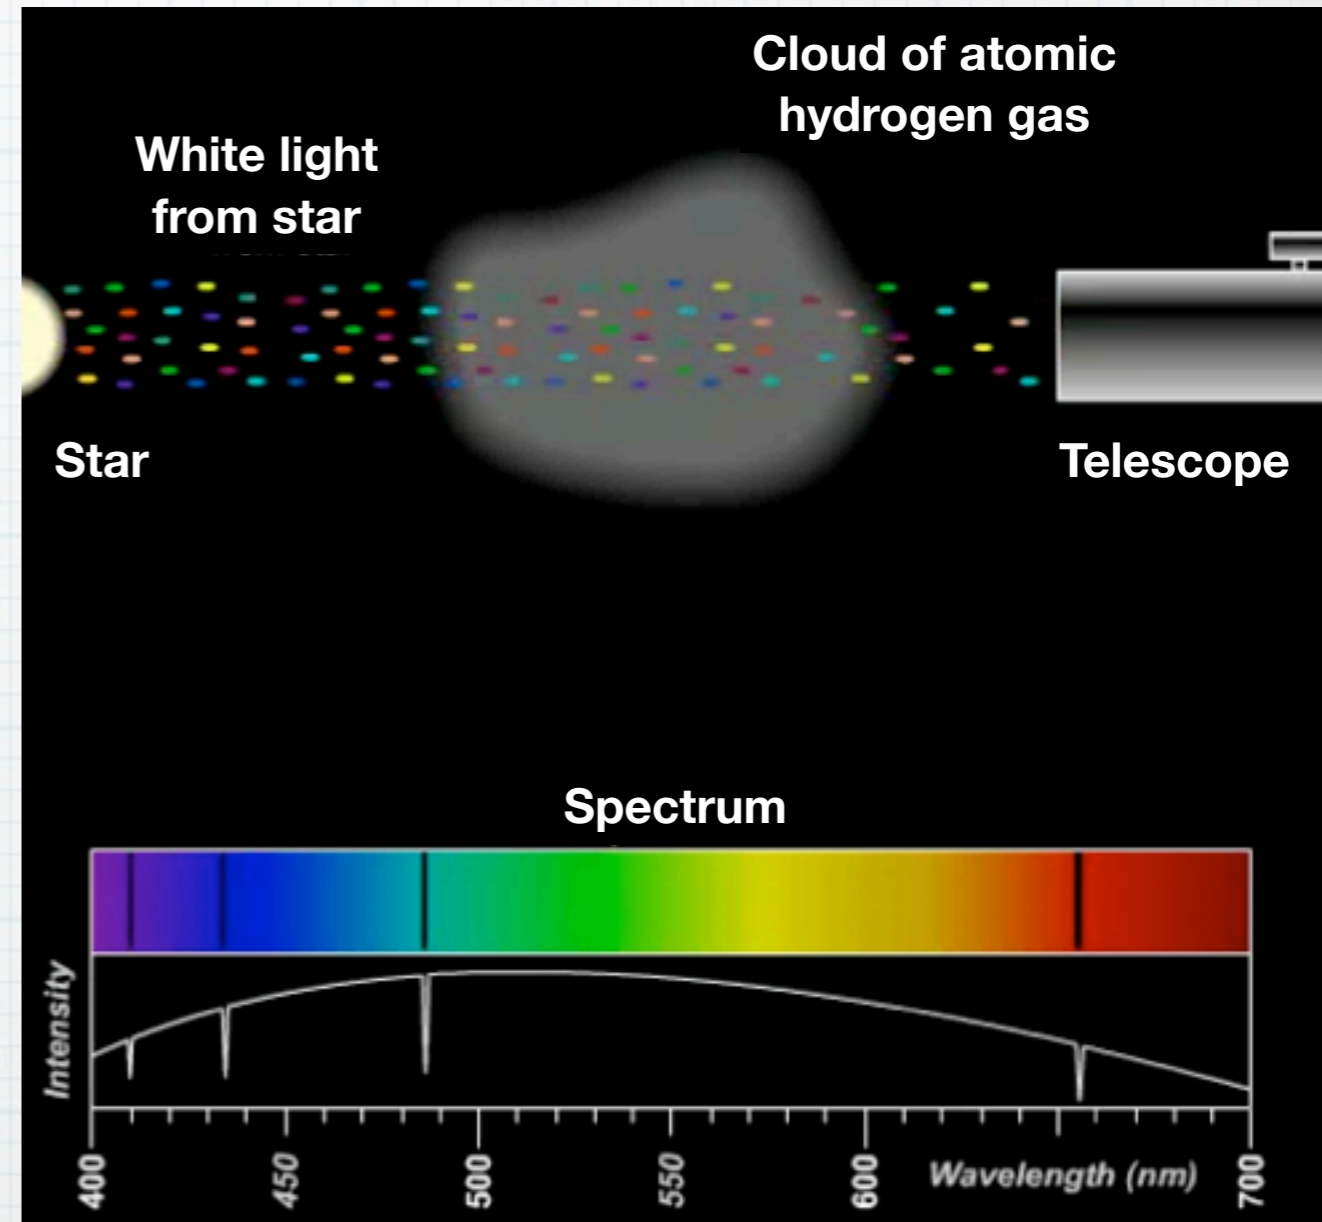 Cloud of atomic
hydrogen gas
White light
from star
Star
Telescope
Spectrum
Intensity
400
450
500
550
600
Wavelength (nm)
700